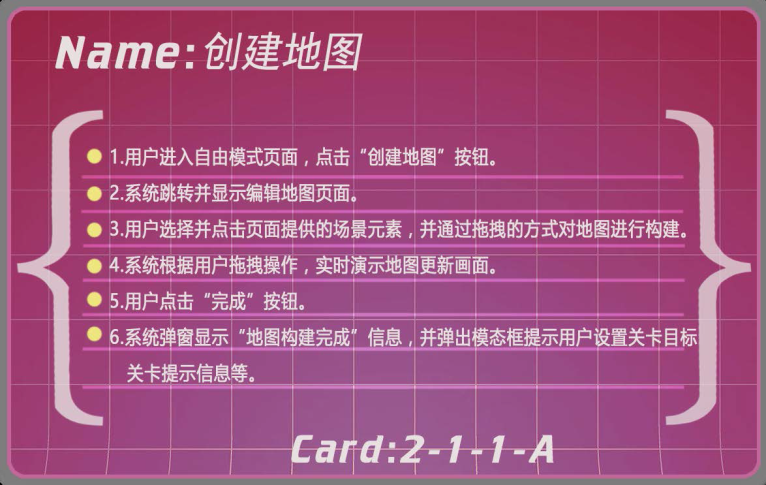 Name:创建地图
1.用户进入自由模式页面，点击“创建地图”按钮。
2.系统跳转并显示编辑地图页面。
3.用户选择并点击页面提供的场景元素，并通过拖拽的方式对地图进行构建。
4.系统根据用户拖拽操作，实时演示地图更新画面。
5.用户点击“完成”按钮。
6.系统弹窗显示“地图构建完成”信息，并弹出模态框提示用户设置关卡目标
关卡提示信息等。
Card:2-1-1-A